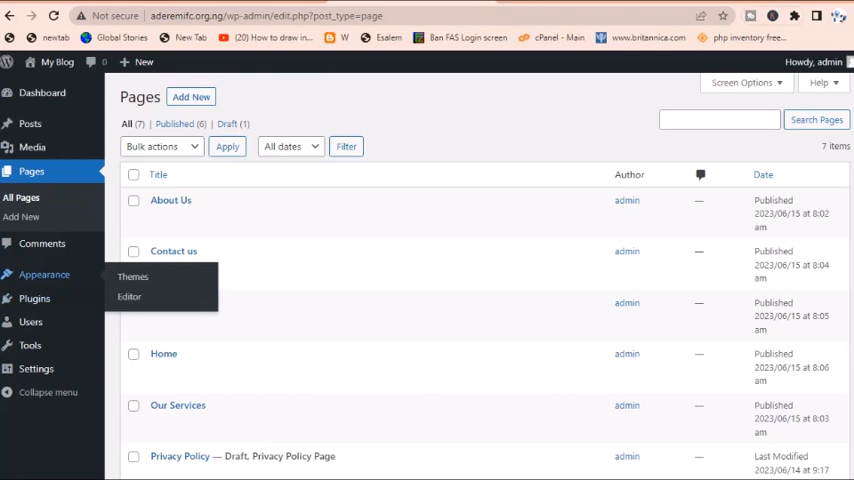 Not secure aderemifc.org.ng/wp-admin/edit.php?post_type=page
newtab Global Stories New Tab (20) How to draw in... W Esalem Ban FAS Login screen cPanel - Main www.britannica.com php inventory free...
My Blog 0 New Howdy, admin
Screen Options Help
Dashboard
Posts
Media
Pages
All Pages
Add New
Comments
Appearance
Themes
Editor
Plugins
Users
Tools
Settings
Collapse menu
Pages Add New
All (7) | Published (6) | Draft (1)
Search Pages
Bulk actions Apply All dates Filter
7 items
Title Author Date
About Us admin — Published
2023/06/15 at 8:02
am
Contact us admin — Published
2023/06/15 at 8:04
am
admin — Published
2023/06/15 at 8:05
am
Home admin — Published
2023/06/15 at 8:06
am
Our Services admin — Published
2023/06/15 at 8:03
am
Privacy Policy — Draft, Privacy Policy Page admin — Last Modified
2023/06/14 at 9:17